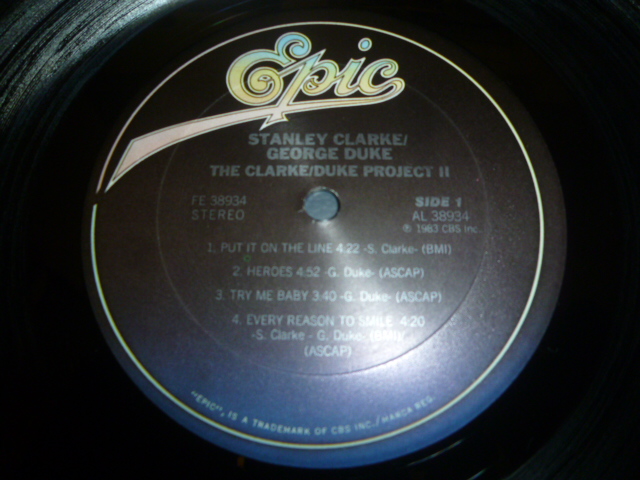 Epic
STANLEY CLARKE/
GEORGE DUKE
THE CLARKE/DUKE PROJECT II
FE 38934
STEREO
SIDE 1
AL 38934
℗ 1983 CBS Inc.
1. PUT IT ON THE LINE 4:22 -S. Clarke- (BMI)
2. HEROES 4:52 -G. Duke- (ASCAP)
3. TRY ME BABY 3:40 -G. Duke- (ASCAP)
4. EVERY REASON TO SMILE 4:20
-S. Clarke - G. Duke- (BMI)/
(ASCAP)
"EPIC", IS A TRADEMARK OF CBS INC./MARCA REG.